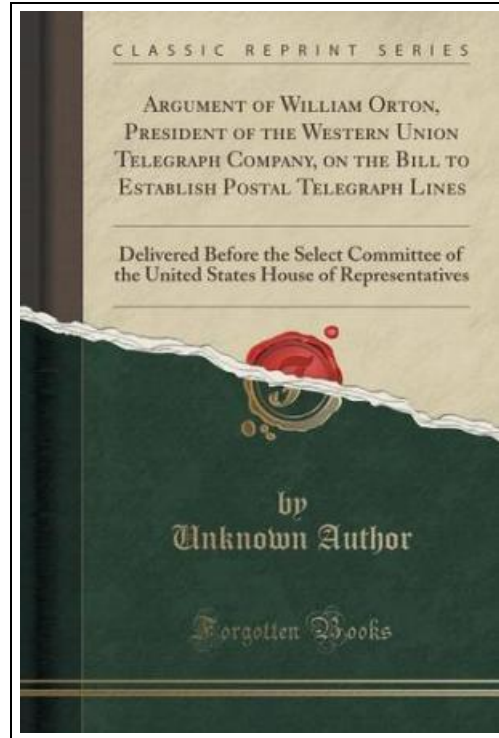 CLASSIC REPRINT SERIES
ARGUMENT OF WILLIAM ORTON,
PRESIDENT OF THE WESTERN UNION
TELEGRAPH COMPANY, ON THE BILL TO
ESTABLISH POSTAL TELEGRAPH LINES
Delivered Before the Select Committee of
the United States House of Representatives
by
Unknown Author
Forgotten Books